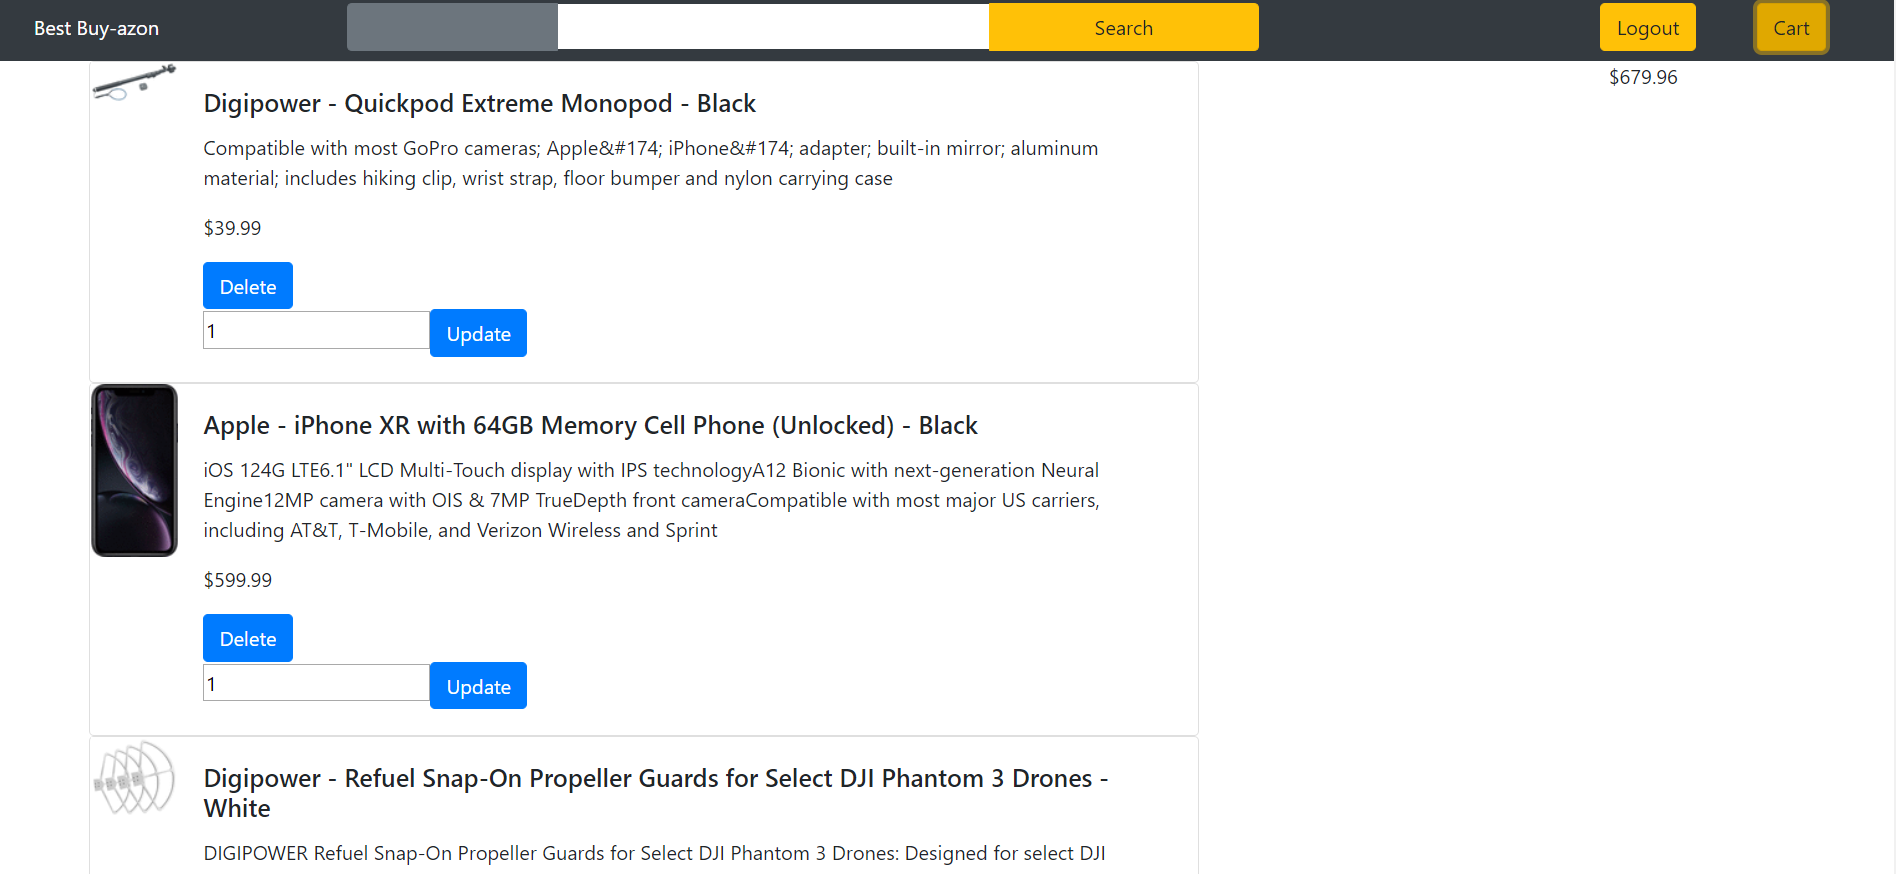 Best Buy-azon
Search
Logout
Cart
$679.96
Digipower - Quickpod Extreme Monopod - Black
Compatible with most GoPro cameras; Apple&#174; iPhone&#174; adapter; built-in mirror; aluminum
material; includes hiking clip, wrist strap, floor bumper and nylon carrying case
$39.99
Delete
1
Update
Apple - iPhone XR with 64GB Memory Cell Phone (Unlocked) - Black
iOS 124G LTE6.1" LCD Multi-Touch display with IPS technologyA12 Bionic with next-generation Neural
Engine12MP camera with OIS & 7MP TrueDepth front cameraCompatible with most major US carriers,
including AT&T, T-Mobile, and Verizon Wireless and Sprint
$599.99
Delete
1
Update
Digipower - Refuel Snap-On Propeller Guards for Select DJI Phantom 3 Drones -
White
DIGIPOWER Refuel Snap-On Propeller Guards for Select DJI Phantom 3 Drones: Designed for select DJI